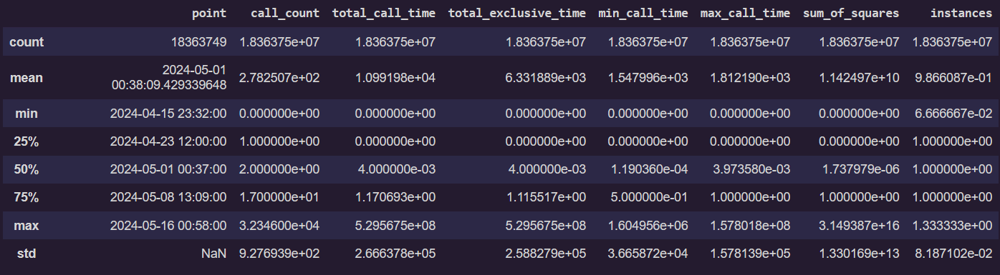 point call_count total_call_time total_exclusive_time min_call_time max_call_time sum_of_squares instances
count 18363749 1.836375e+07 1.836375e+07 1.836375e+07 1.836375e+07 1.836375e+07 1.836375e+07 1.836375e+07
mean 2024-05-01 00:38:09.429339648 2.782507e+02 1.099198e+04 6.331889e+03 1.547996e+03 1.812190e+03 1.142497e+10 9.866087e-01
min 2024-04-15 23:32:00 0.000000e+00 0.000000e+00 0.000000e+00 0.000000e+00 0.000000e+00 0.000000e+00 6.666667e-02
25% 2024-04-23 12:00:00 1.000000e+00 0.000000e+00 0.000000e+00 0.000000e+00 0.000000e+00 0.000000e+00 1.000000e+00
50% 2024-05-01 00:37:00 2.000000e+00 4.000000e-03 4.000000e-03 1.190360e-04 3.973580e-03 1.737979e-06 1.000000e+00
75% 2024-05-08 13:09:00 1.700000e+01 1.170693e+00 1.115517e+00 5.000000e-01 1.000000e+00 1.000000e+00 1.000000e+00
max 2024-05-16 00:58:00 3.234600e+04 5.295675e+08 5.295675e+08 1.604956e+06 1.578018e+08 3.149387e+16 1.333333e+00
std NaN 9.276939e+02 2.666378e+05 2.588279e+05 3.665872e+04 1.578139e+05 1.330169e+13 8.187102e-02